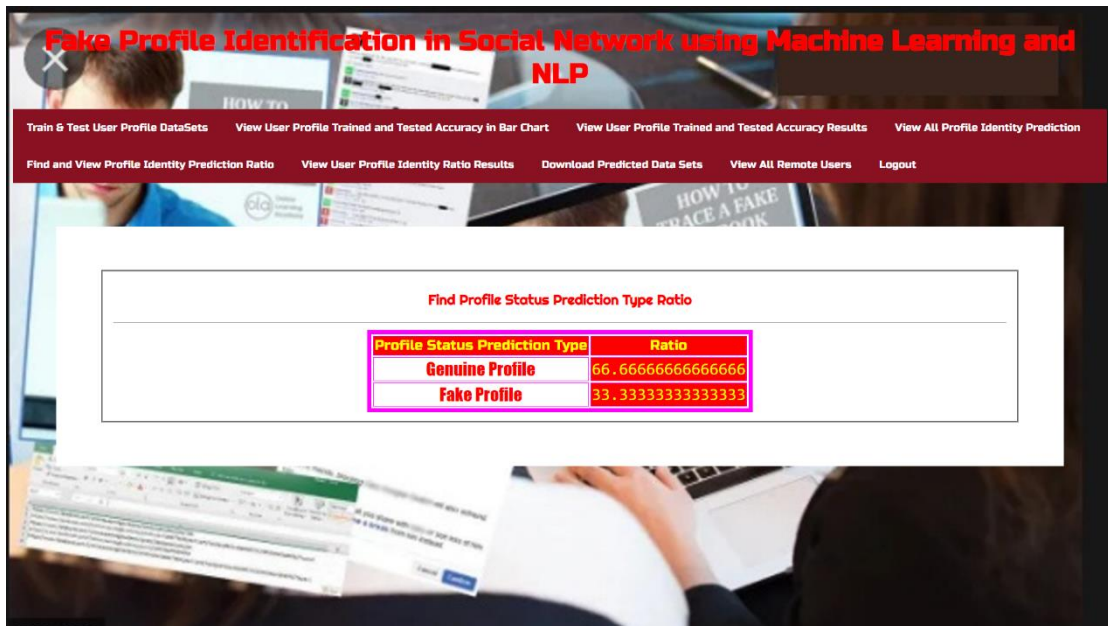 Fake Profile Identification in Social Network using Machine Learning and
NLP
HOW TO
Train & Test User Profile DataSets View User Profile Trained and Tested Accuracy in Bar Chart View User Profile Trained and Tested Accuracy Results View All Profile Identity Prediction
Find and View Profile Identity Prediction Ratio View User Profile Identity Ratio Results Download Predicted Data Sets View All Remote Users Logout
HOW TO
TRACE A FAKE
Find Profile Status Prediction Type Ratio
Profile Status Prediction Type Ratio
Genuine Profile 66.66666666666666
Fake Profile 33.33333333333333
Cancel Confirm